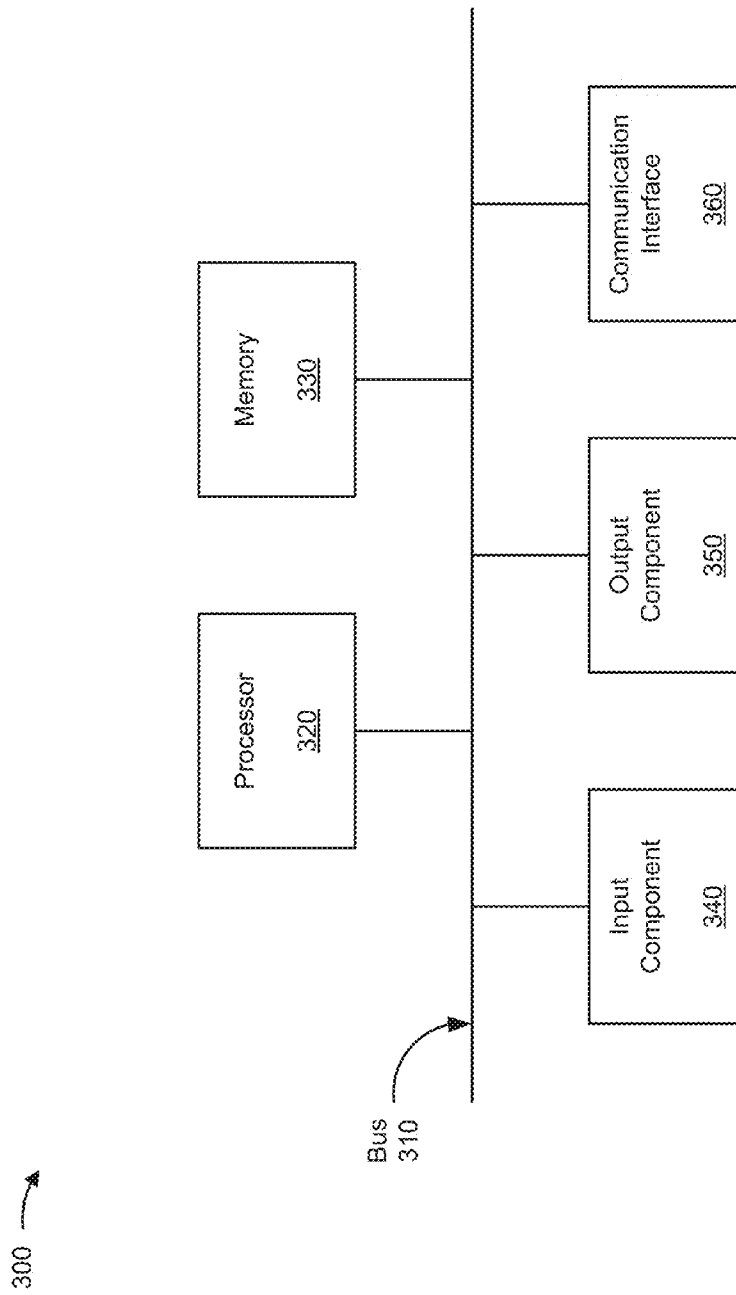 300
Bus
310
Processor
320
Memory
330
Input
Component
340
Output
Component
350
Communication
Interface
360